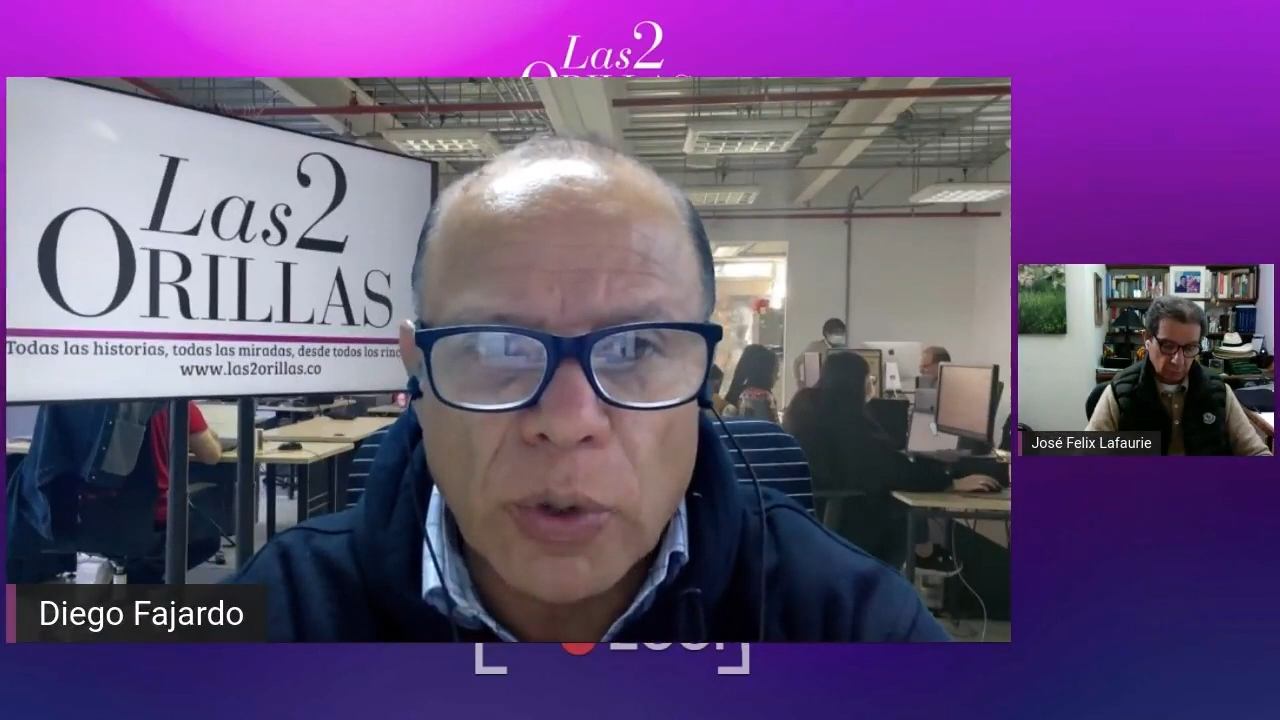 Las2
ORILLAS
Las2
ORILLAS
Todas las historias, todas las miradas, desde todos los rinc
www.las2orillas.co
Diego Fajardo
José Felix Lafaurie